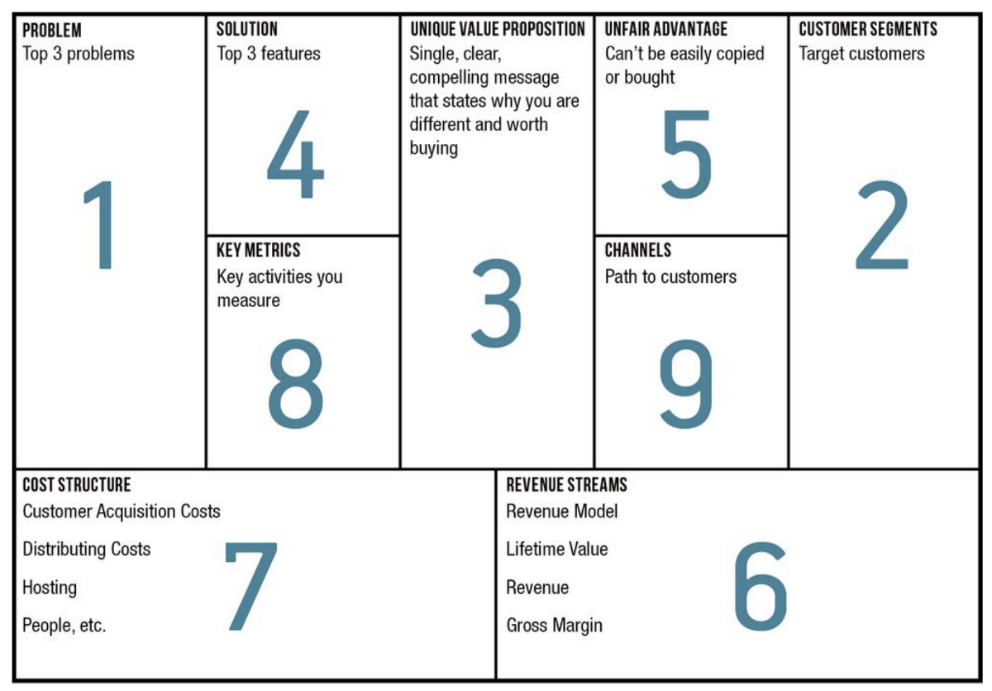 PROBLEM
Top 3 problems
1
SOLUTION
Top 3 features
4
KEY METRICS
Key activities you
measure
8
UNIQUE VALUE PROPOSITION
Single, clear,
compelling message
that states why you are
different and worth
buying
3
UNFAIR ADVANTAGE
Can't be easily copied
or bought
5
CHANNELS
Path to customers
9
CUSTOMER SEGMENTS
Target customers
2
COST STRUCTURE
Customer Acquisition Costs
Distributing Costs
Hosting
People, etc.
7
REVENUE STREAMS
Revenue Model
Lifetime Value
Revenue
Gross Margin
6